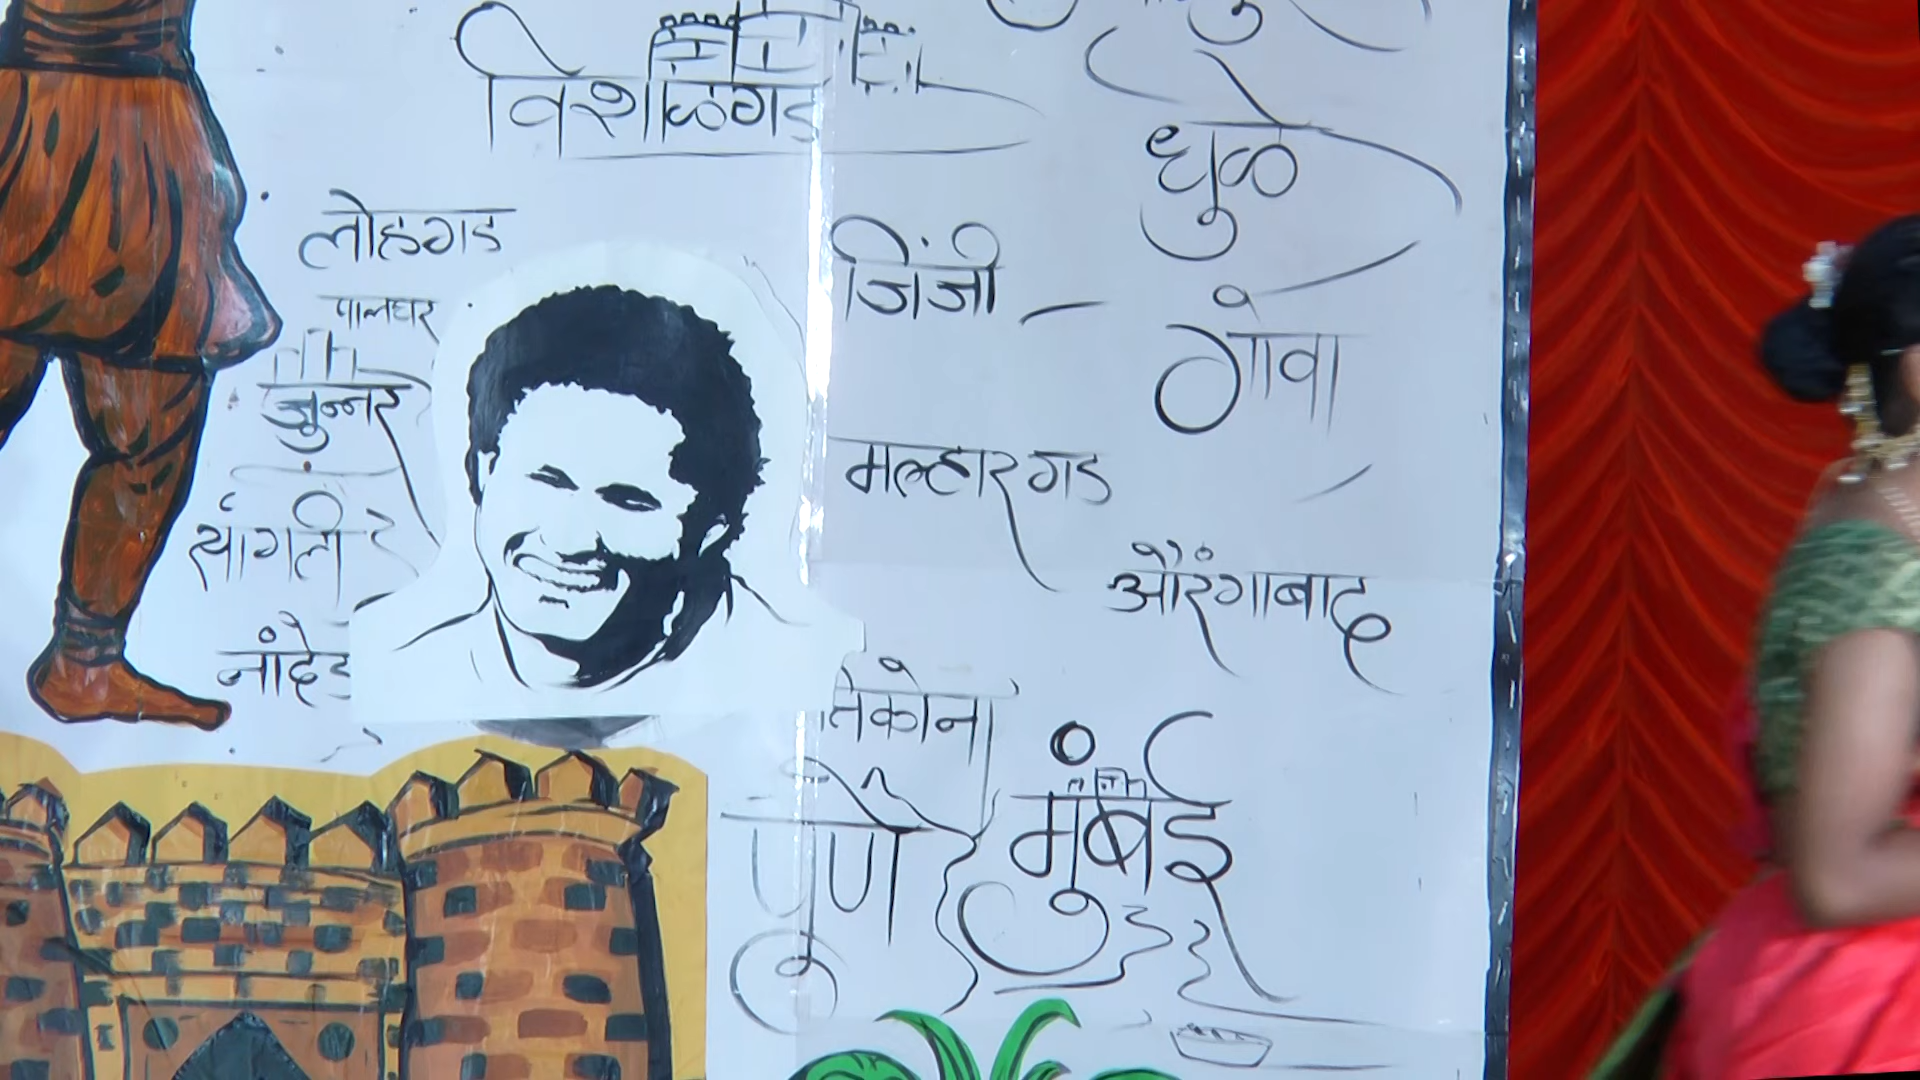 विशाळगड
धुळे
लोहगड
जिंजी
पालघर
गोवा
जुन्नर
मल्हारगड
सांगली
औरंगाबाद
नांदेड
तिकोना
मुंबई
पुणे